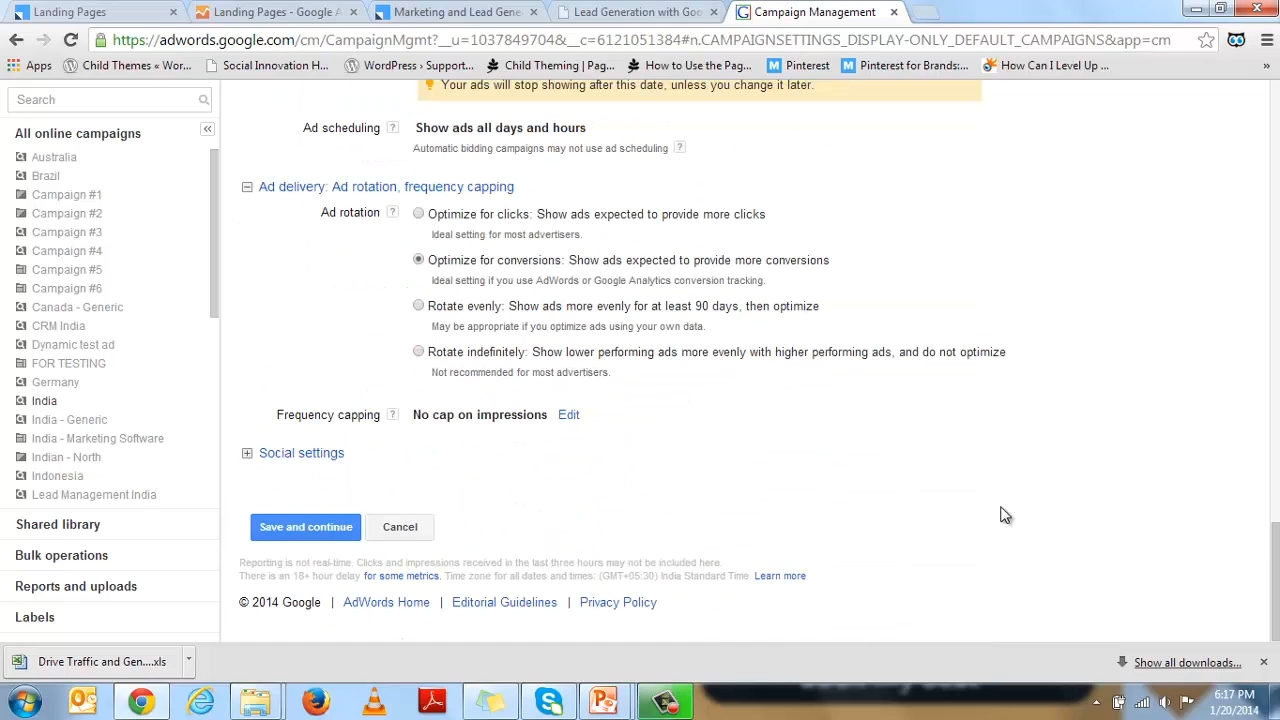 Landing Pages
Landing Pages - Google A
Marketing and Lead Gene
Lead Generation with Goo
Campaign Management
https://adwords.google.com/cm/CampaignMgmt?__u=1037849704&__c=6121051384#n.CAMPAIGNSETTINGS_DISPLAY-ONLY_DEFAULT_CAMPAIGNS&app=cm
Apps
Child Themes « Wor...
Social Innovation H...
WordPress › Support...
Child Theming | Pag...
How to Use the Pag...
Pinterest
Pinterest for Brands:...
How Can I Level Up ...
»
Search
All online campaigns
Australia
Brazil
Campaign #1
Campaign #2
Campaign #3
Campaign #4
Campaign #5
Campaign #6
Canada - Generic
CRM India
Dynamic test ad
FOR TESTING
Germany
India
India - Generic
India - Marketing Software
Indian - North
Indonesia
Lead Management India
Shared library
Bulk operations
Reports and uploads
Labels
Your ads will stop showing after this date, unless you change it later.
Ad scheduling ? Show ads all days and hours
Automatic bidding campaigns may not use ad scheduling ?
Ad delivery: Ad rotation, frequency capping
Ad rotation ? Optimize for clicks: Show ads expected to provide more clicks
Ideal setting for most advertisers.
Optimize for conversions: Show ads expected to provide more conversions
Ideal setting if you use AdWords or Google Analytics conversion tracking.
Rotate evenly: Show ads more evenly for at least 90 days, then optimize
May be appropriate if you optimize ads using your own data.
Rotate indefinitely: Show lower performing ads more evenly with higher performing ads, and do not optimize
Not recommended for most advertisers.
Frequency capping ? No cap on impressions Edit
Social settings
Save and continue Cancel
Reporting is not real-time. Clicks and impressions received in the last three hours may not be included here.
There is an 18+ hour delay for some metrics. Time zone for all dates and times: (GMT+05:30) India Standard Time. Learn more
© 2014 Google | AdWords Home | Editorial Guidelines | Privacy Policy
Drive Traffic and Gen....xls
Show all downloads...
6:17 PM
1/20/2014